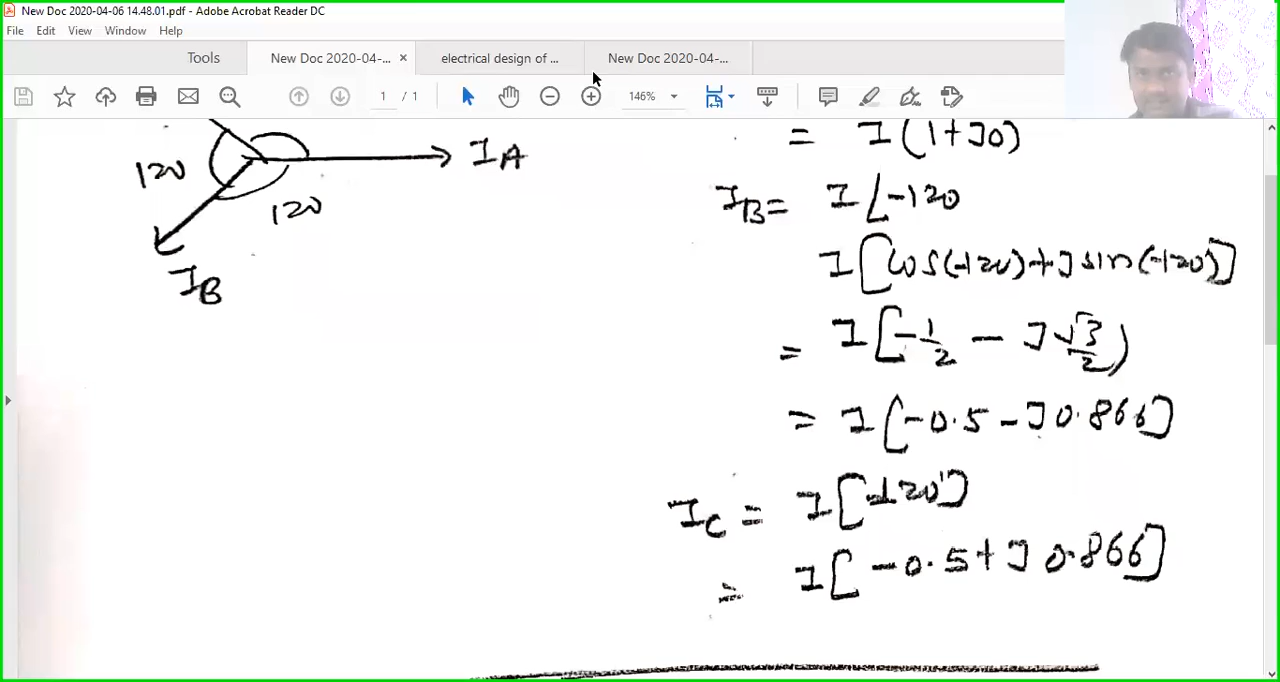 New Doc 2020-04-06 14.48.01.pdf - Adobe Acrobat Reader DC
File Edit View Window Help
Tools New Doc 2020-04-... × electrical design of ... New Doc 2020-04-...
1 / 1 146%
= I(1+J0)
120 IA
120
IB
IB = I∠-120
I[cos(-120)+Jsin(-120)]
= I[-1/2 - J√3/2)
= I[-0.5-J0.866]
IC = I[+120°]
= I[-0.5+J0.866]